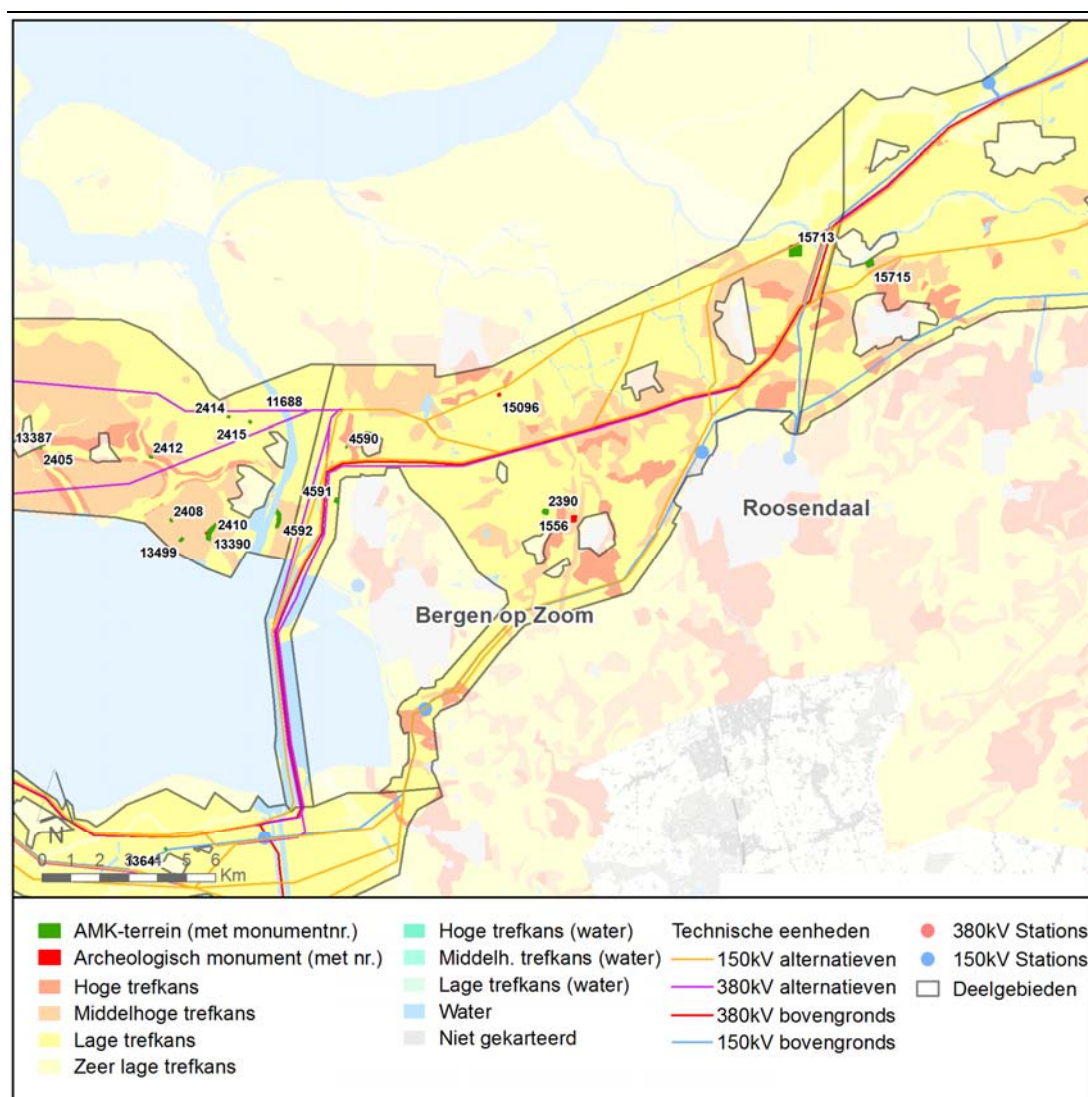 15713
15715
2414
11688
15096
2415
4590
13387
2412
2405
4591
2390
2408
2410
4592
1556
Roosendaal
13499
13390
Bergen op Zoom
N
0 1 2 3 4 5 6
Km
AMK-terrein (met monumentnr.)
Archeologisch monument (met nr.)
Hoge trefkans
Middelhoge trefkans
Lage trefkans
Zeer lage trefkans
Hoge trefkans (water)
Middelh. trefkans (water)
Lage trefkans (water)
Water
Niet gekarteerd
Technische eenheden
150kV alternatieven
380kV alternatieven
380kV bovengronds
150kV bovengronds
380kV Stations
150kV Stations
Deelgebieden